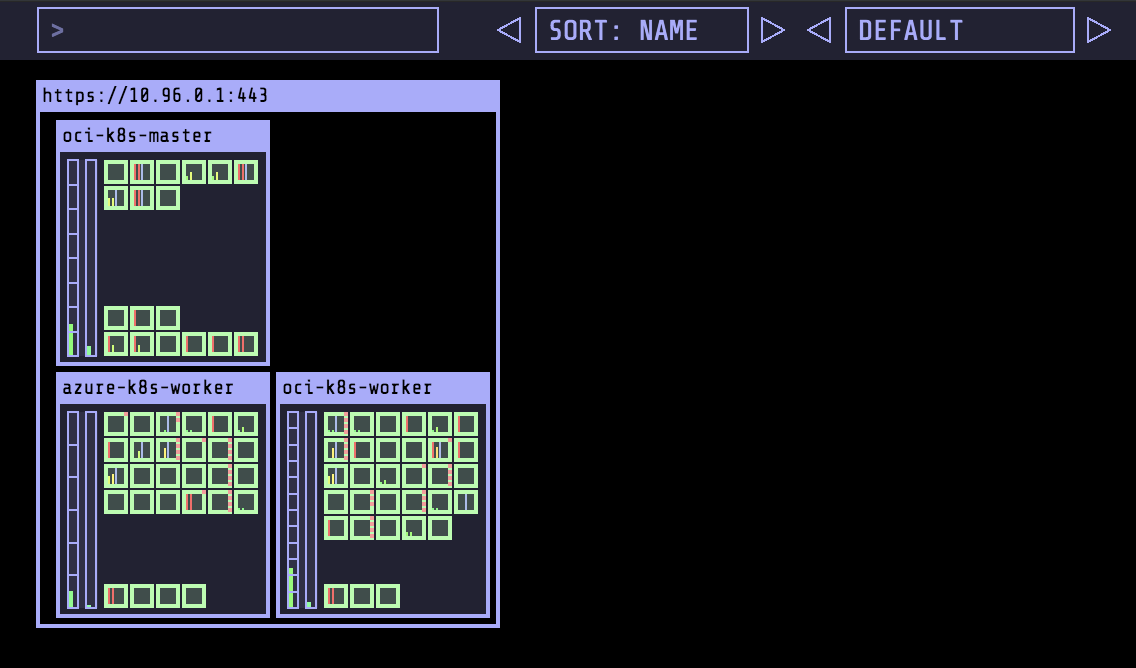 >
SORT: NAME
DEFAULT
https://10.96.0.1:443
oci-k8s-master
azure-k8s-worker
oci-k8s-worker